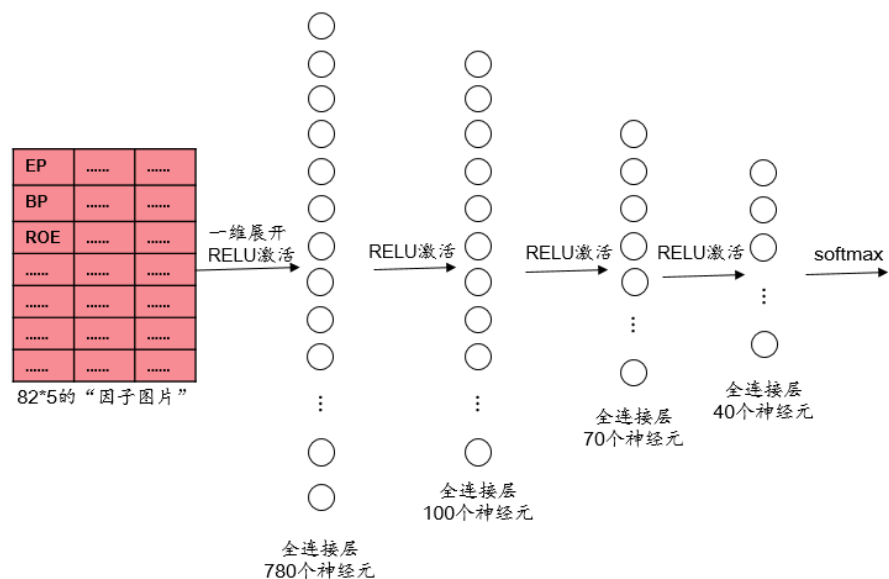 EP ...... ......
BP ...... ......
ROE ...... ......
...... ...... ......
...... ...... ......
...... ...... ......
...... ...... ......
82*5的“因子图片”
一维展开
RELU激活
RELU激活
RELU激活
RELU激活
softmax
...
...
...
...
全连接层
780个神经元
全连接层
100个神经元
全连接层
70个神经元
全连接层
40个神经元